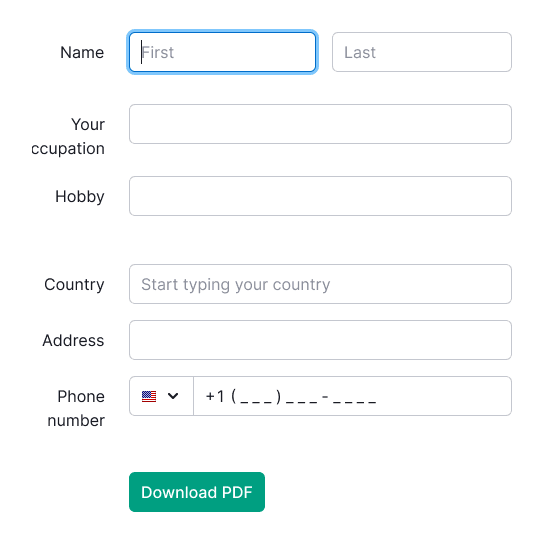 Name First Last
Your
ccupation
Hobby
Country Start typing your country
Address
Phone +1 (___)___-____
number
Download PDF